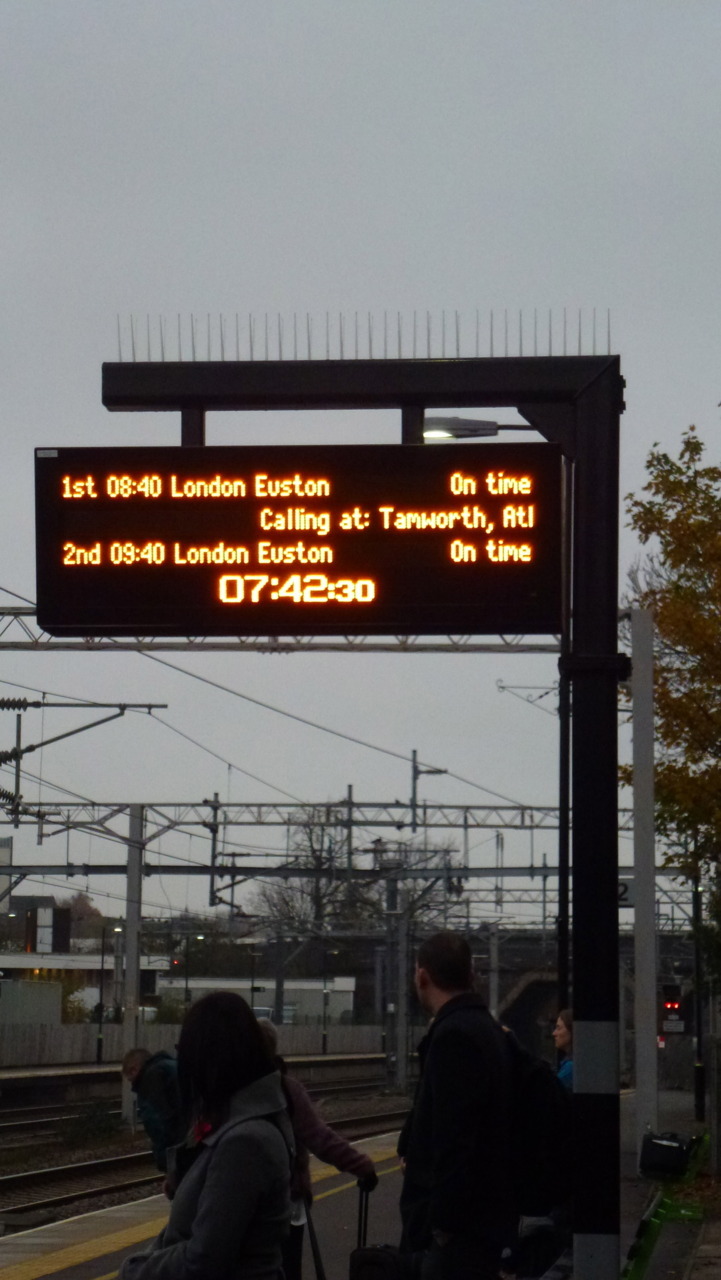 1st 08:40 London Euston On time
Calling at: Tamworth, Atl
2nd 09:40 London Euston On time
07:42:30
2